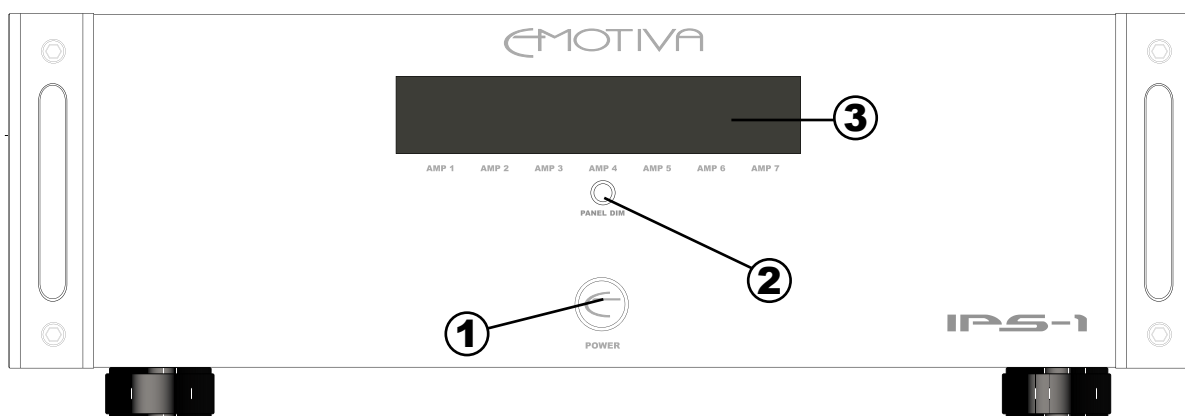 EMOTIVA
3
AMP 1 AMP 2 AMP 3 AMP 4 AMP 5 AMP 6 AMP 7
PANEL DIM
2
1
POWER
IPS-1